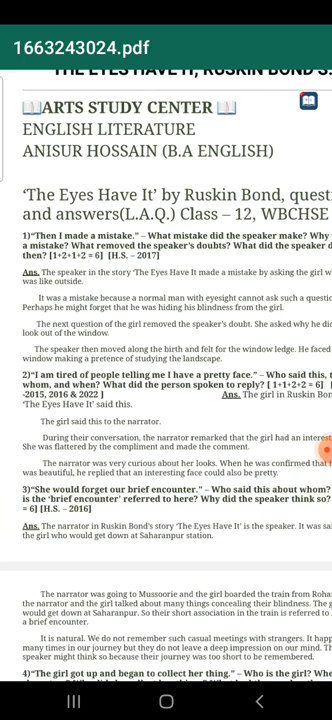 1663243024.pdf
THE EYES HAVE IT, RUSKIN BOND S
📖ARTS STUDY CENTER 📖
ENGLISH LITERATURE
ANISUR HOSSAIN (B.A ENGLISH)
‘The Eyes Have It’ by Ruskin Bond, quest
and answers(L.A.Q.) Class – 12, WBCHSE
1)“Then I made a mistake.” – What mistake did the speaker make? Why
a mistake? What removed the speaker’s doubts? What did the speaker d
then? [1+2+1+2 = 6] [H.S. – 2017]
Ans. The speaker in the story ‘The Eyes Have It made a mistake by asking the girl w
was like outside.
It was a mistake because a normal man with eyesight cannot ask such a questio
Perhaps he might forget that he was hiding his blindness from the girl.
The next question of the girl removed the speaker’s doubt. She asked why he did
look out of the window.
The speaker then moved along the birth and felt for the window ledge. He faced
window making a pretence of studying the landscape.
2)“I am tired of people telling me I have a pretty face.” – Who said this, t
whom, and when? What did the person spoken to reply? [ 1+1+2+2 = 6] [
-2015, 2016 & 2022 ] Ans. The girl in Ruskin Bon
‘The Eyes Have It’ said this.
The girl said this to the narrator.
During their conversation, the narrator remarked that the girl had an interest
She was flattered by the compliment and made the comment.
The narrator was very curious about her looks. When he was confirmed that
was beautiful, he replied that an interesting face could also be pretty.
3)“She would forget our brief encounter.” – Who said this about whom?
is the ‘brief encounter’ referred to here? Why did the speaker think so?
= 6] [H.S. – 2016]
Ans. The narrator in Ruskin Bond’s story ‘The Eyes Have It’ is the speaker. It was sai
the girl who would get down at Saharanpur station.
The narrator was going to Mussoorie and the girl boarded the train from Roha
the narrator and the girl talked about many things concealing their blindness. The g
would get down at Saharanpur. So their short association in the train is referred to
a brief encounter.
It is natural. We do not remember such casual meetings with strangers. It happ
many times in our journey but they do not leave a deep impression on our mind. Th
speaker might think so because their journey was too short to be remembered.
4)“The girl got up and began to collect her thing.” – Who is the girl? Whe